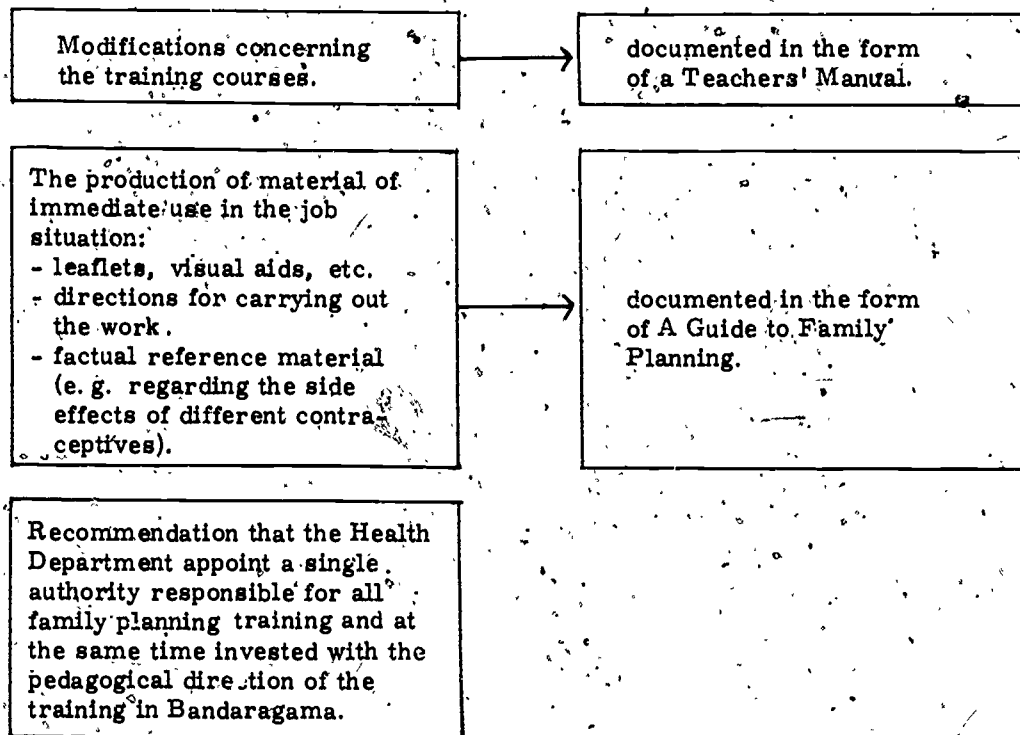 Modifications concerning
the training courses.
documented in the form
of a Teachers' Manual.
The production of material of
immediate use in the job
situation:
- leaflets, visual aids, etc.
- directions for carrying out
the work.
- factual reference material
(e. g. regarding the side
effects of different contra-
ceptives).
documented in the form
of A Guide to Family
Planning.
Recommendation that the Health
Department appoint a single
authority responsible for all
family planning training and at
the same time invested with the
pedagogical direction of the
training in Bandaragama.